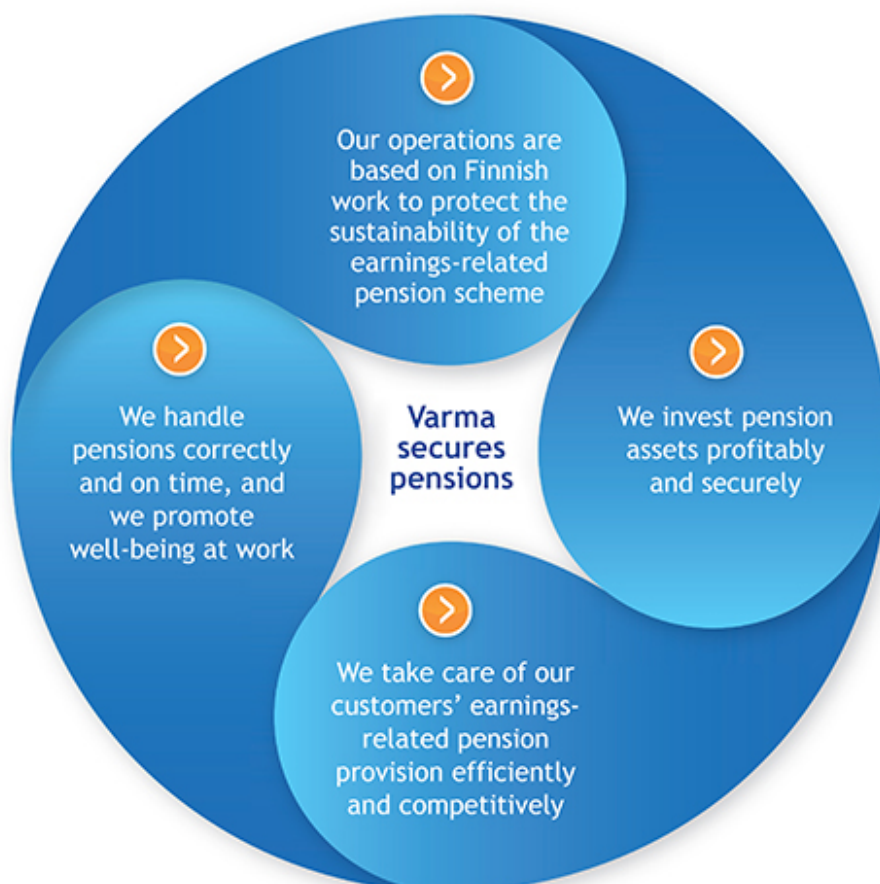 Our operations are
based on Finnish
work to protect the
sustainability of the
earnings-related
pension scheme
We handle
pensions correctly
and on time, and
we promote
well-being at work
Varma
secures
pensions
We invest pension
assets profitably
and securely
We take care of our
customers’ earnings-
related pension
provision efficiently
and competitively